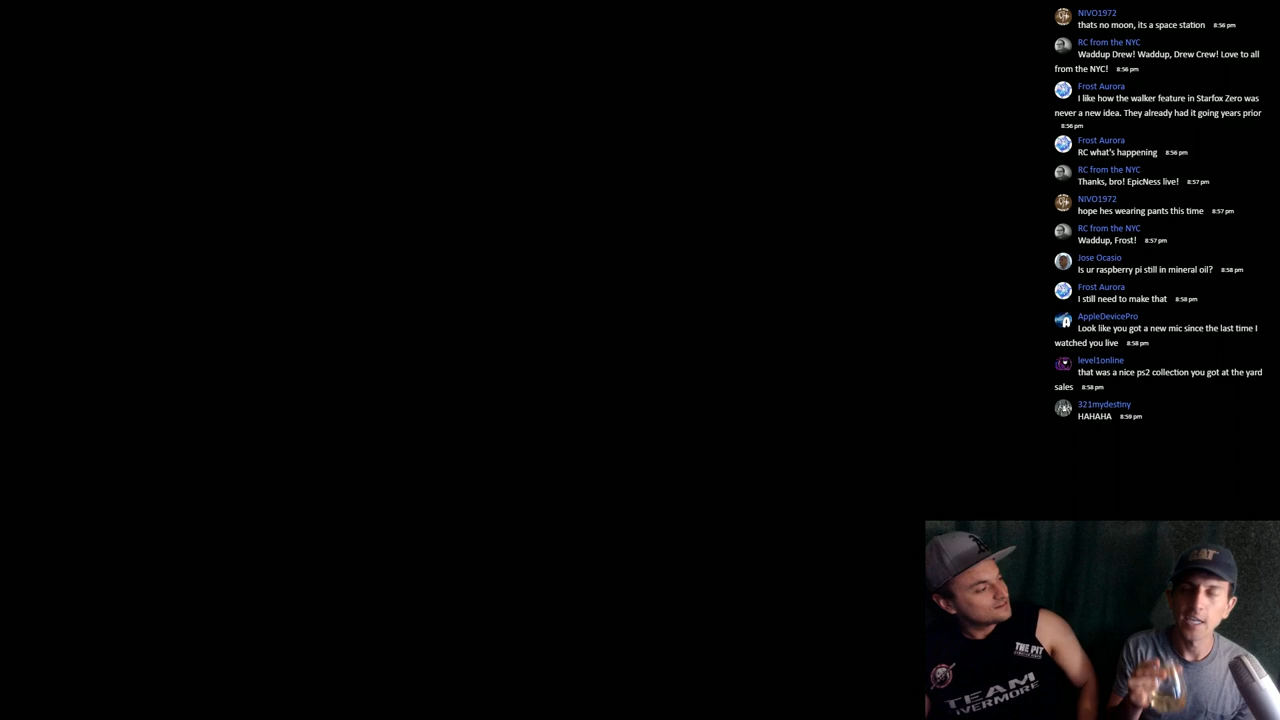 NIVO1972
thats no moon, its a space station 8:56 pm
RC from the NYC
Waddup Drew! Waddup, Drew Crew! Love to all
from the NYC! 8:56 pm
Frost Aurora
I like how the walker feature in Starfox Zero was
never a new idea. They already had it going years prior
8:56 pm
Frost Aurora
RC what's happening 8:56 pm
RC from the NYC
Thanks, bro! EpicNess live! 8:57 pm
NIVO1972
hope hes wearing pants this time 8:57 pm
RC from the NYC
Waddup, Frost! 8:57 pm
Jose Ocasio
Is ur raspberry pi still in mineral oil? 8:58 pm
Frost Aurora
I still need to make that 8:58 pm
AppleDevicePro
Look like you got a new mic since the last time I
watched you live 8:58 pm
level1online
that was a nice ps2 collection you got at the yard
sales 8:58 pm
321mydestiny
HAHAHA 8:59 pm
CAT
THE PIT
TEAM
IVERMORE